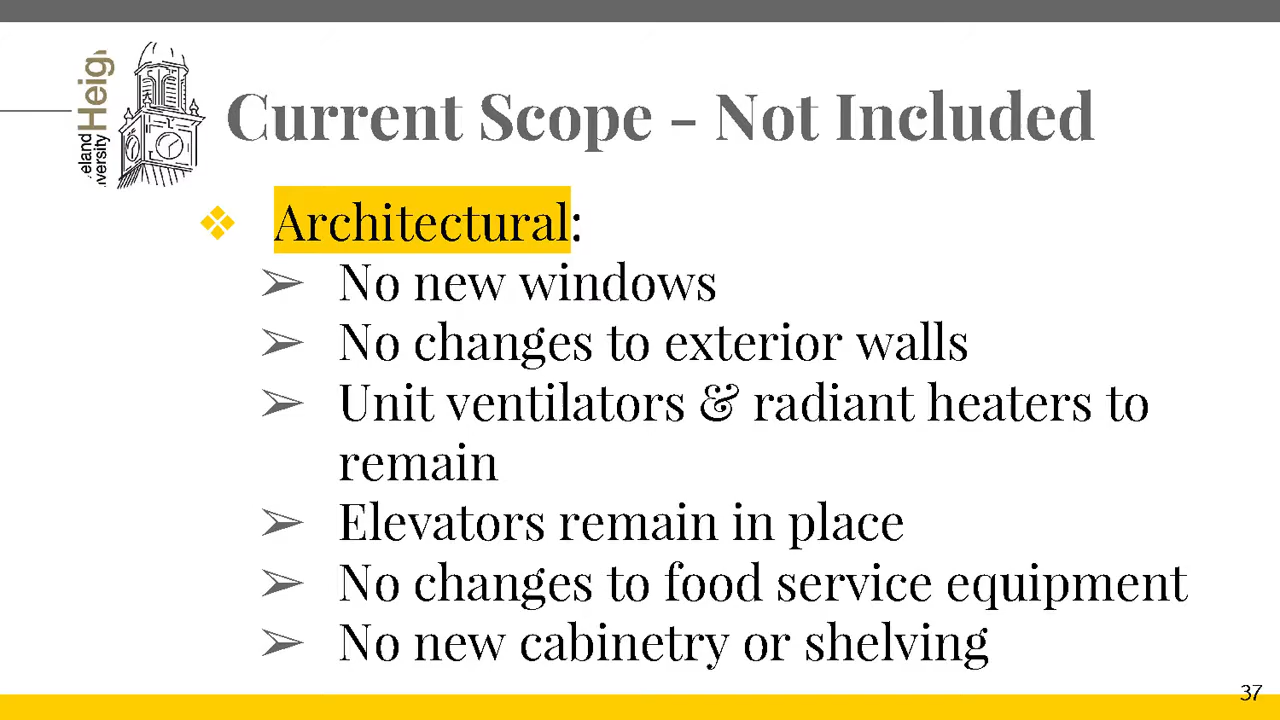 Current Scope - Not Included
❖ Architectural:
➢ No new windows
➢ No changes to exterior walls
➢ Unit ventilators & radiant heaters to
remain
➢ Elevators remain in place
➢ No changes to food service equipment
➢ No new cabinetry or shelving
37